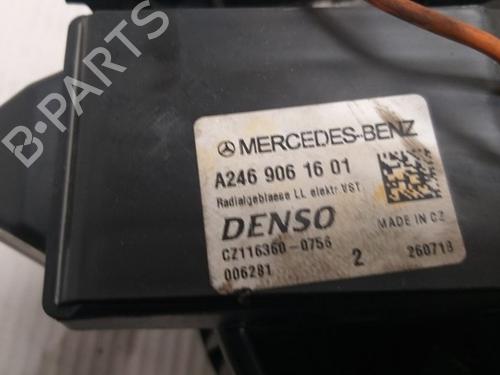 MERCEDES-BENZ
A246 906 16 01
Radialgeblaese LL elektr.VST
DENSO
MADE IN CZ
CZ116360-0756
006281
2
260718
B-PARTS